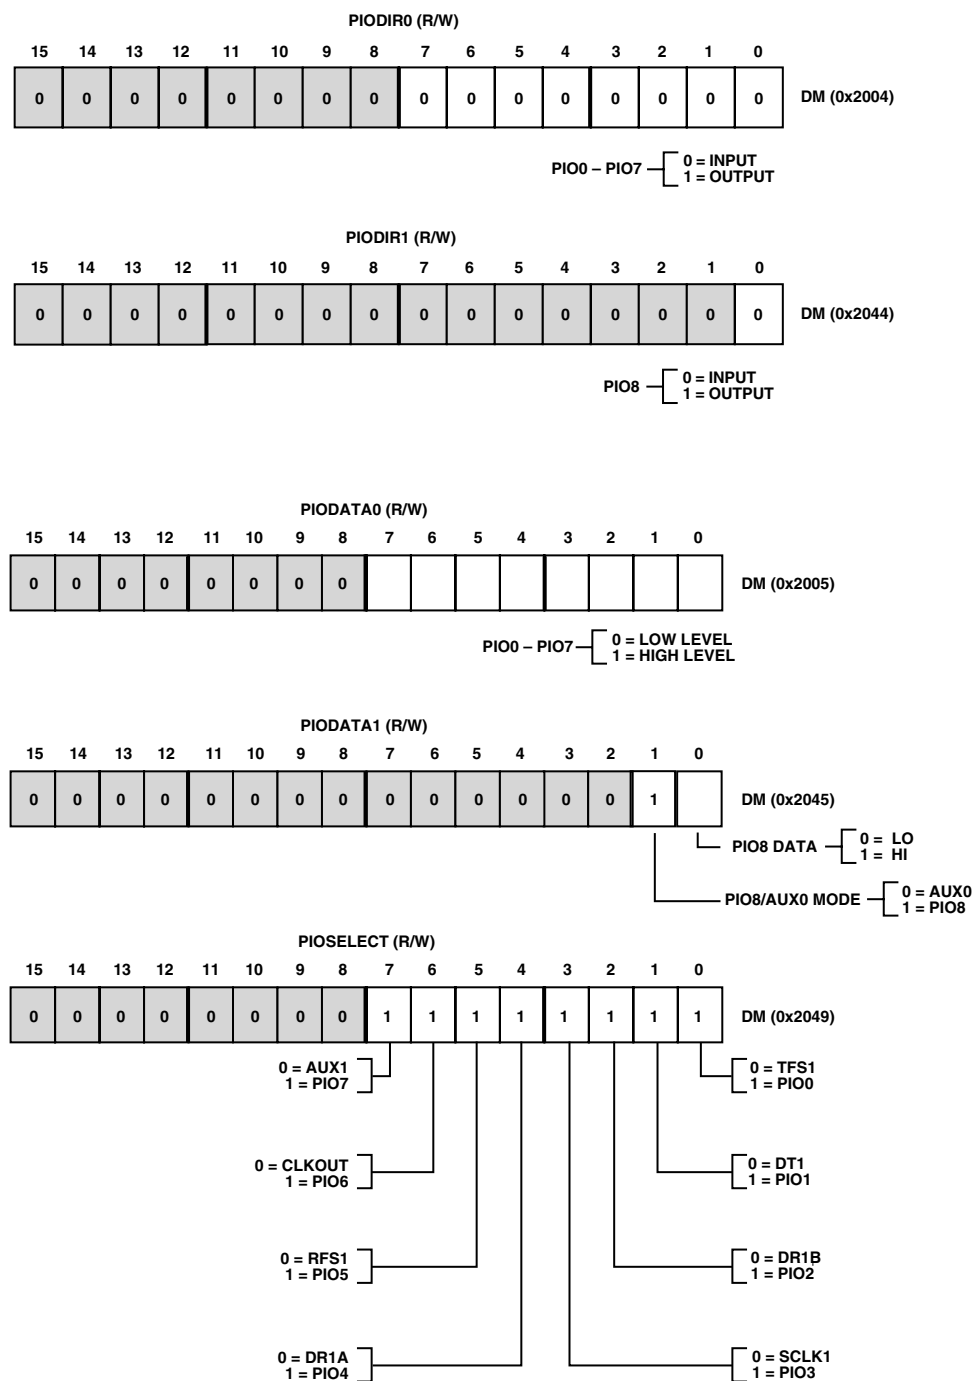 PIODIR0 (R/W)
15 14 13 12 11 10 9 8 7 6 5 4 3 2 1 0
0 0 0 0 0 0 0 0 0 0 0 0 0 0 0 0 DM (0x2004)
PIO0 – PIO7 0 = INPUT
1 = OUTPUT
PIODIR1 (R/W)
15 14 13 12 11 10 9 8 7 6 5 4 3 2 1 0
0 0 0 0 0 0 0 0 0 0 0 0 0 0 0 0 DM (0x2044)
PIO8 0 = INPUT
1 = OUTPUT
PIODATA0 (R/W)
15 14 13 12 11 10 9 8 7 6 5 4 3 2 1 0
0 0 0 0 0 0 0 0 DM (0x2005)
PIO0 – PIO7 0 = LOW LEVEL
1 = HIGH LEVEL
PIODATA1 (R/W)
15 14 13 12 11 10 9 8 7 6 5 4 3 2 1 0
0 0 0 0 0 0 0 0 0 0 0 0 0 0 1 DM (0x2045)
PIO8 DATA 0 = LO
1 = HI
PIO8/AUX0 MODE 0 = AUX0
1 = PIO8
PIOSELECT (R/W)
15 14 13 12 11 10 9 8 7 6 5 4 3 2 1 0
0 0 0 0 0 0 0 0 1 1 1 1 1 1 1 1 DM (0x2049)
0 = AUX1 0 = TFS1
1 = PIO7 1 = PIO0
0 = CLKOUT 0 = DT1
1 = PIO6 1 = PIO1
0 = RFS1 0 = DR1B
1 = PIO5 1 = PIO2
0 = DR1A 0 = SCLK1
1 = PIO4 1 = PIO3